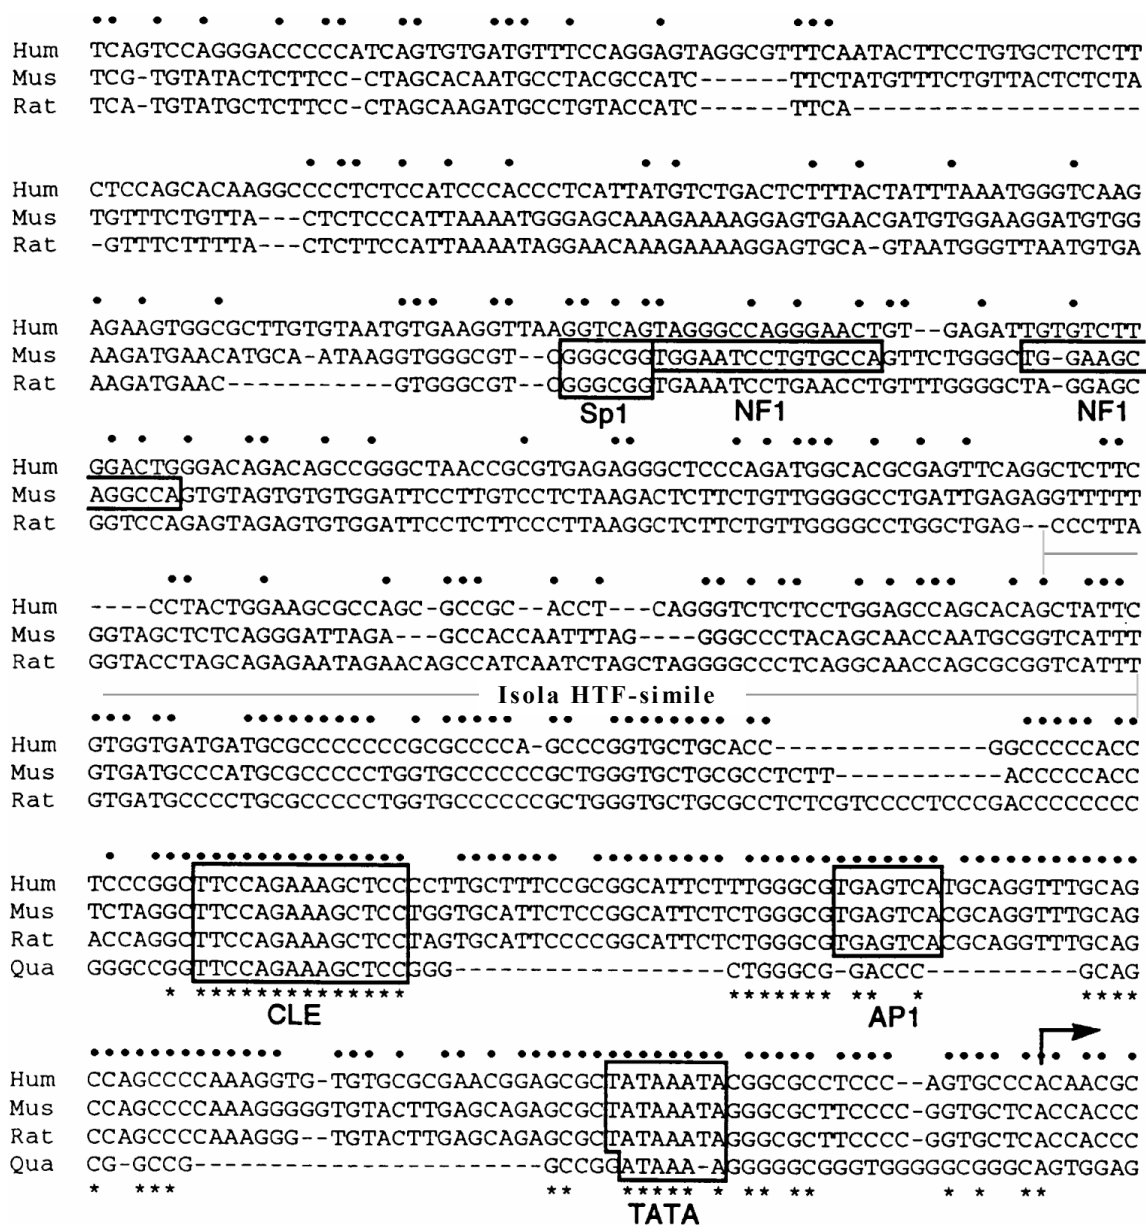 Hum TCAGTCCAGGGACCCCCCATCAGTGTGATGTTTCCAGGAGTAGGCGTTTCAATACTTCCTGTGCTCTCTT
Mus TCG-TGTATACTCTTCC-CTAGCACAATGCCTACGCCATC------TTCTATGTTTCTGTTACTCTCTA
Rat TCA-TGTATGCTCTTCC-CTAGCAAGATGCCTGTACCATC------TTCA-------------------
Hum CTCCAGCACAAGGCCCCTCTCCATCCCACCCTCATTATGTCTGACTCTTTACTATTTAAATGGGTCAAG
Mus TGTTTCTGTTA---CTCTCCCATTAAAATGGGAGCAAAGAAAAGGAGTGAACGATGTGGAAGGATGTGG
Rat -GTTTCTTTTA---CTCTTCCATTAAAATAGGAACAAAGAAAAGGAGTGCA-GTAATGGGTTAATGTGA
Hum AGAAGTGGCGCTTGTGTAATGTGAAGGTTAAGGTCAGTAGGGCCAGGGAACTGT--GAGATTGTGTCTT
Mus AAGATGAACATGCA-ATAAGGTGGGCGT--CGGGCGGTGGAATCCTGTGCCAGTTCTGGGCTG-GAAGC
Rat AAGATGAAC-----------GTGGGCGT--CGGGCGGTGAAATCCTGAACCTGTTTGGGGCTAG-GAGC
Sp1 NF1 NF1
Hum GGACTGGGACAGACAGCCGGGCTAACCGCGTGAGAGGGCTCCCAGATGGCACGCGAGTTCAGGCTCTTC
Mus AGGCCAGTGTAGTGTGTGGATTCCTTGTCCTCTAAGACTCTTCTGTTGGGGCCTGATTGAGAGGTTTTT
Rat GGTCCAGAGTAGAGTGTGGATTCCTCTTCCCTTAAGGCTCTTCTGTTGGGGCCTGGCTGAG--CCCTTA
Hum ----CCTACTGGAAGCGCCAGC-GCCGC--ACCT---CAGGGTCTCTCCTGGAGCCAGCACAGCTATTC
Mus GGTAGCTCTCAGGGATTAGA---GCCACCAATTTAG----GGGCCCTACAGCAACCAATGCGGTCATTT
Rat GGTACCTAGCAGAGAATAGAACAGCCATCAATCTAGCTAGGGGCCCTCAGGCAACCAGCGCGGTCATTT
Isola HTF-simile
Hum GTGGTGATGATGCGCCCCCCCGCGCCCCA-GCCCGGTGCTGCACC--------------GGCCCCCACC
Mus GTGATGCCCATGCGCCCCCTGGTGCCCCCCGCTGGGTGCTGCGCCTCTT-----------ACCCCCACC
Rat GTGATGCCCCTGCGCCCCCTGGTGCCCCCCGCTGGGTGCTGCGCCTCTCGTCCCCTCCCGACCCCCCCC
Hum TCCCGGCTTCCAGAAAGCTCCCCTTGCTTTCCGCGGCATTCTTTGGGCGTGAGTCATGCAGGTTTGCAG
Mus TCTAGGCTTCCAGAAAGCTCCTGGTGCATTCTCCGGCATTCTCTGGGCGTGAGTCACGCAGGTTTGCAG
Rat ACCAGGCTTCCAGAAAGCTCCTAGTGCATTCCCCGGCATTCTCTGGGCGTGAGTCACGCAGGTTTGCAG
Qua GGGCCGGTTCCAGAAAGCTCCGGG------------------CTGGGCG-GACCC----------GCAG
CLE AP1
Hum CCAGCCCCAAAGGTG-TGTGCGCGAACGGAGCGCTATAAATACGGCGCCTCCC--AGTGCCCACAACGC
Mus CCAGCCCCAAAGGGGGTGTACTTGAGCAGAGCGCTATAAATAGGGCGCTTCCCC-GGTGCTCACCACCC
Rat CCAGCCCCAAAGGG--TGTACTTGAGCAGAGCGCTATAAATAGGGCGCTTCCCC-GGTGCTCACCACCC
Qua CG-GCCG-----------------------GCCGGATAAA-AGGGGGCGGGTGGGGGCGGGCAGTGGAG
TATA